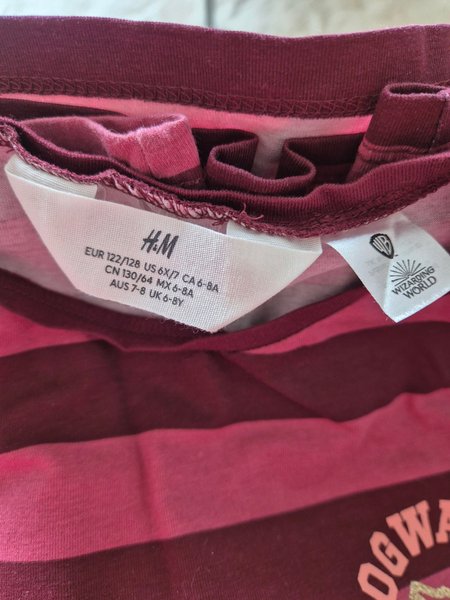 H&M
EUR 122/128 US 6X/7 CA 6-8A
CN 130/64 MX 6-8A
AUS 7-8 UK 6-8Y
WB
WIZARDING
WORLD
OGWA